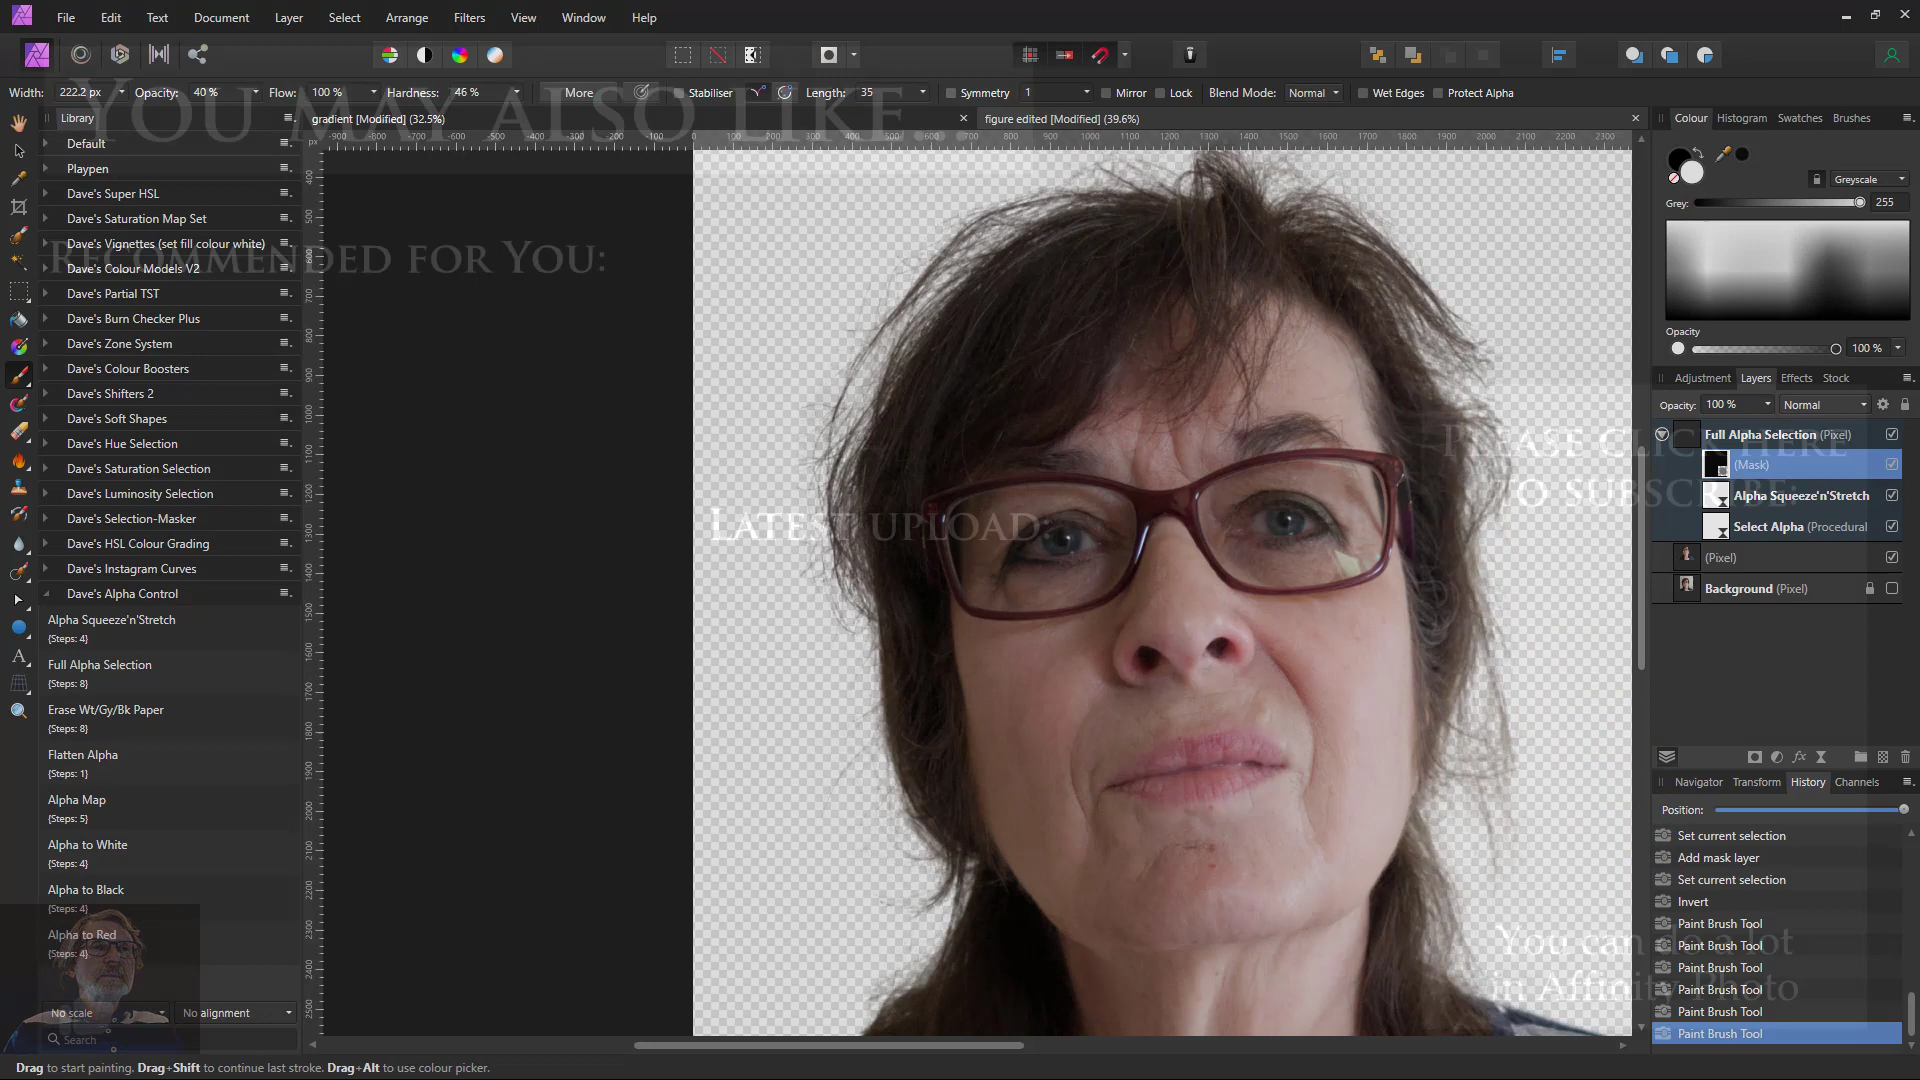 File Edit Text Document Layer Select Arrange Filters View Window Help
Width: 222.2 px Opacity: 40 % Flow: 100 % Hardness: 46 % More Stabiliser Length: 35 Symmetry 1 Mirror Lock Blend Mode: Normal Wet Edges Protect Alpha
You may also like...
Library
gradient [Modified] (32.5%)
figure edited [Modified] (39.6%)
Default
Playpen
Dave's Super HSL
Dave's Saturation Map Set
Dave's Vignettes (set fill colour white)
Recommended for You:
Dave's Colour Models V2
Dave's Partial TST
Dave's Burn Checker Plus
Dave's Zone System
Dave's Colour Boosters
Dave's Shifters 2
Dave's Soft Shapes
Dave's Hue Selection
Dave's Saturation Selection
Dave's Luminosity Selection
Dave's Selection-Masker
Dave's HSL Colour Grading
Dave's Instagram Curves
Dave's Alpha Control
Alpha Squeeze'n'Stretch
{Steps: 4}
Full Alpha Selection
{Steps: 8}
Erase Wt/Gy/Bk Paper
{Steps: 8}
Flatten Alpha
{Steps: 1}
Alpha Map
{Steps: 5}
Alpha to White
{Steps: 4}
Alpha to Black
{Steps: 4}
Alpha to Red
{Steps: 4}
No scale No alignment
Search
Latest upload:
Colour Histogram Swatches Brushes
Greyscale
Grey: 255
Opacity
100 %
Adjustment Layers Effects Stock
Opacity: 100 % Normal
Full Alpha Selection (Pixel)
Please click here
(Mask)
to subscribe:
Alpha Squeeze'n'Stretch
Select Alpha (Procedural
(Pixel)
Background (Pixel)
Navigator Transform History Channels
Position:
Set current selection
Add mask layer
Set current selection
Invert
Paint Brush Tool
Paint Brush Tool
Paint Brush Tool
Paint Brush Tool
Paint Brush Tool
Paint Brush Tool
You can do a lot
in Affinity Photo
Drag to start painting. Drag+Shift to continue last stroke. Drag+Alt to use colour picker.